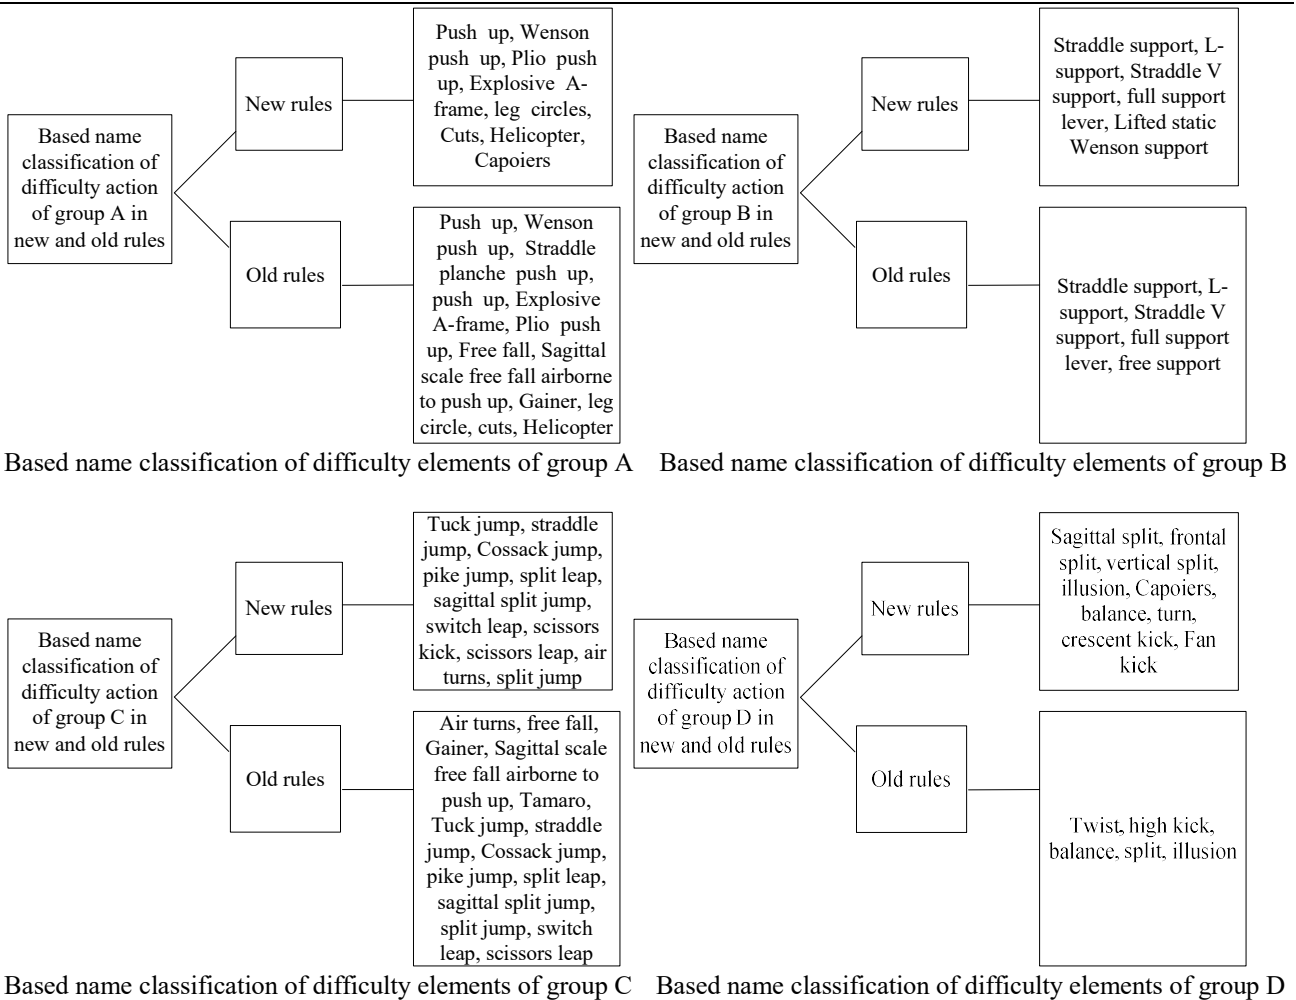 Based name
classification of
difficulty action
of group A in
new and old rules
New rules
Push up, Wenson
push up, Plio push
up, Explosive A-
frame, leg circles,
Cuts, Helicopter,
Capoiers
Old rules
Push up, Wenson
push up, Straddle
planche push up,
push up, Explosive
A-frame, Plio push
up, Free fall, Sagittal
scale free fall airborne
to push up, Gainer, leg
circle, cuts, Helicopter
Based name classification of difficulty elements of group A
Based name
classification of
difficulty action
of group B in
new and old rules
New rules
Straddle support, L-
support, Straddle V
support, full support
lever, Lifted static
Wenson support
Old rules
Straddle support, L-
support, Straddle V
support, full support
lever, free support
Based name classification of difficulty elements of group B
Based name
classification of
difficulty action
of group C in
new and old rules
New rules
Tuck jump, straddle
jump, Cossack jump,
pike jump, split leap,
sagittal split jump,
switch leap, scissors
kick, scissors leap, air
turns, split jump
Old rules
Air turns, free fall,
Gainer, Sagittal scale
free fall airborne to
push up, Tamaro,
Tuck jump, straddle
jump, Cossack jump,
pike jump, split leap,
sagittal split jump,
split jump, switch
leap, scissors leap
Based name classification of difficulty elements of group C
Based name
classification of
difficulty action
of group D in
new and old rules
New rules
Sagittal split, frontal
split, vertical split,
illusion, Capoiers,
balance, turn,
crescent kick, Fan
kick
Old rules
Twist, high kick,
balance, split, illusion
Based name classification of difficulty elements of group D